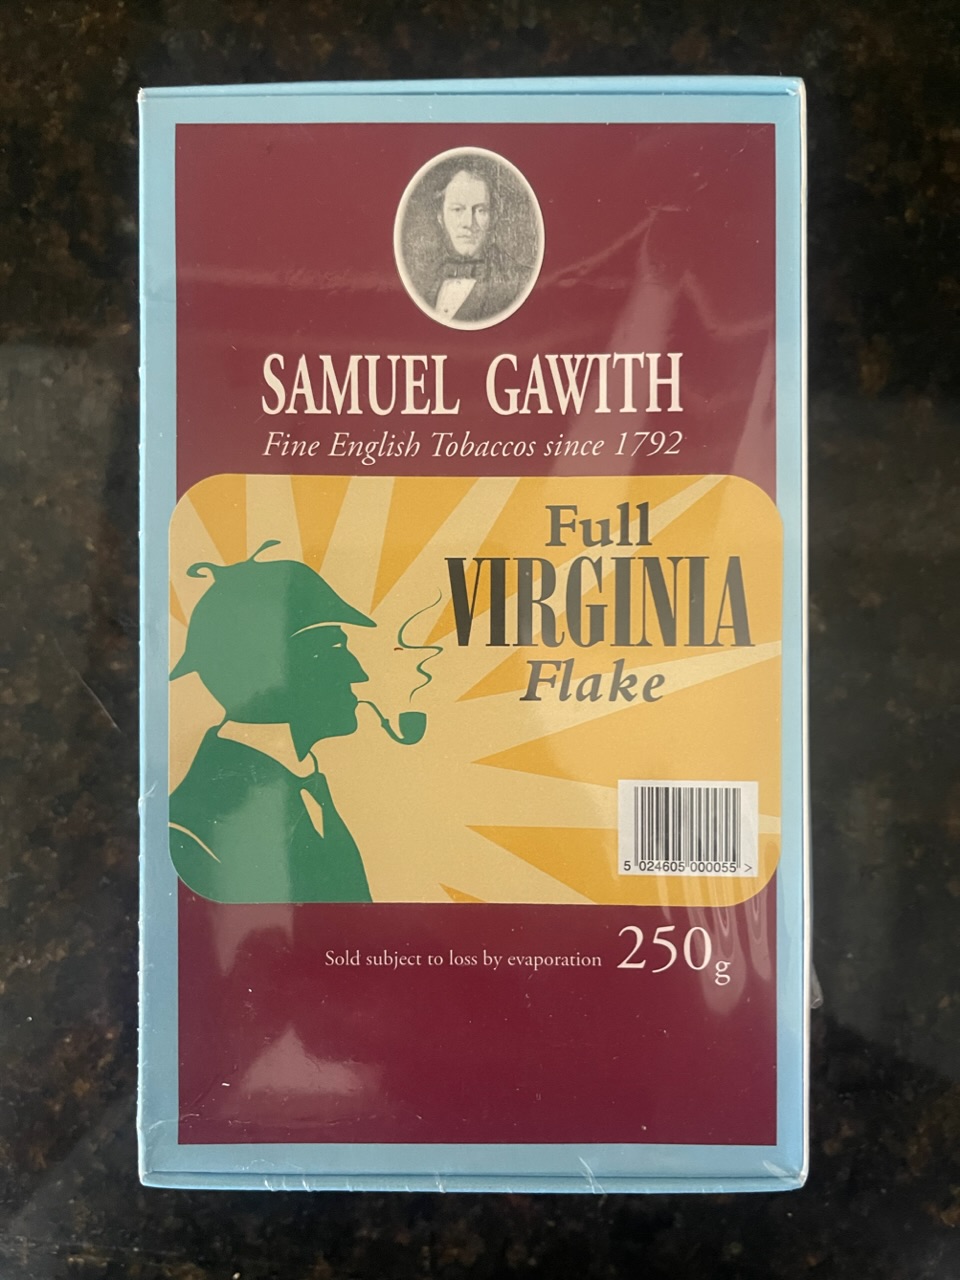 SAMUEL GAWITH
Fine English Tobaccos since 1792
Full
VIRGINIA
Flake
5 024605 000055 >
Sold subject to loss by evaporation 250g